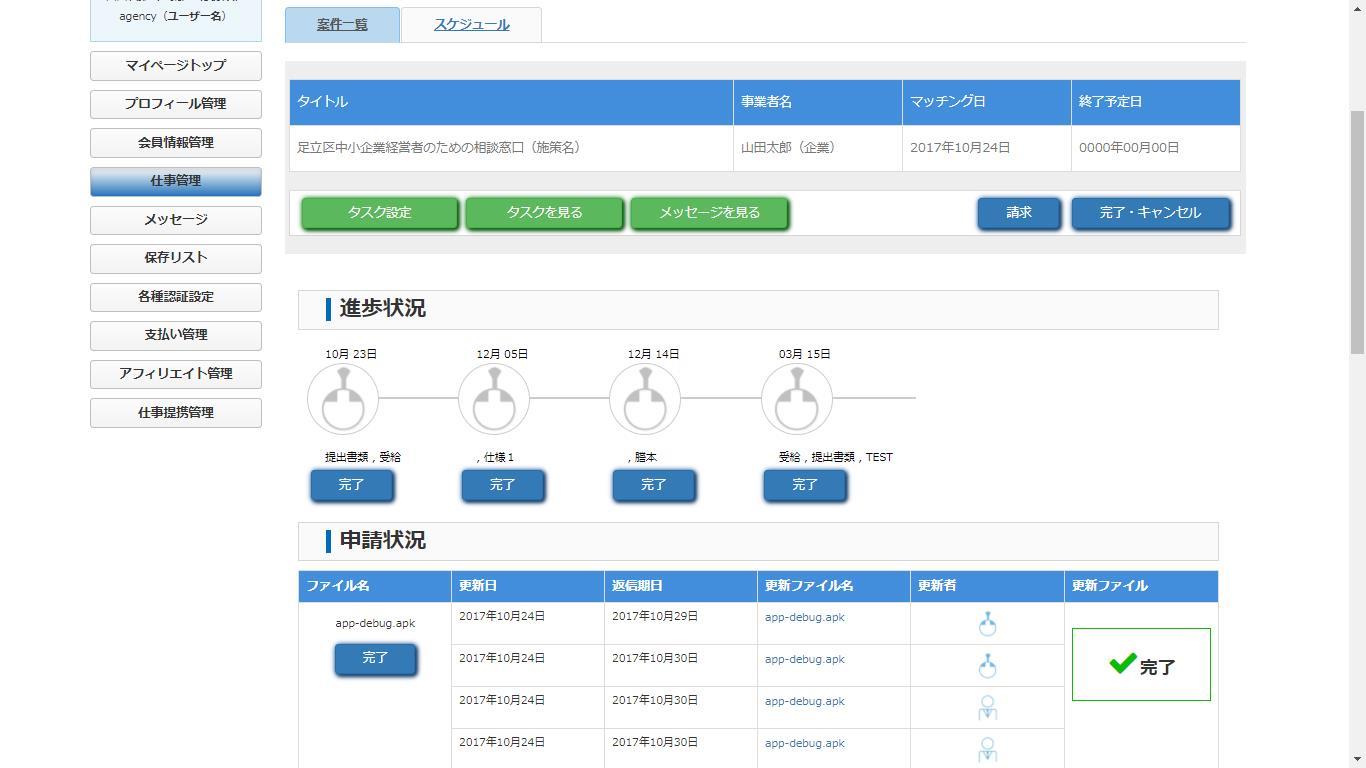 agency（ユーザー名）
マイページトップ
プロフィール管理
会員情報管理
仕事管理
メッセージ
保存リスト
各種認証設定
支払い管理
アフィリエイト管理
仕事提携管理
案件一覧
スケジュール
タイトル 事業者名 マッチング日 終了予定日
足立区中小企業経営者のための相談窓口（施策名） 山田太郎（企業） 2017年10月24日 0000年00月00日
タスク設定 タスクを見る メッセージを見る 請求 完了・キャンセル
進歩状況
10月 23日 12月 05日 12月 14日 03月 15日
提出書類 , 受給 , 仕様１ , 謄本 受給 , 提出書類 , TEST
完了 完了 完了 完了
申請状況
ファイル名 更新日 返信期日 更新ファイル名 更新者 更新ファイル
app-debug.apk
完了
2017年10月24日 2017年10月29日 app-debug.apk
2017年10月24日 2017年10月30日 app-debug.apk
2017年10月24日 2017年10月30日 app-debug.apk
2017年10月24日 2017年10月30日 app-debug.apk
完了